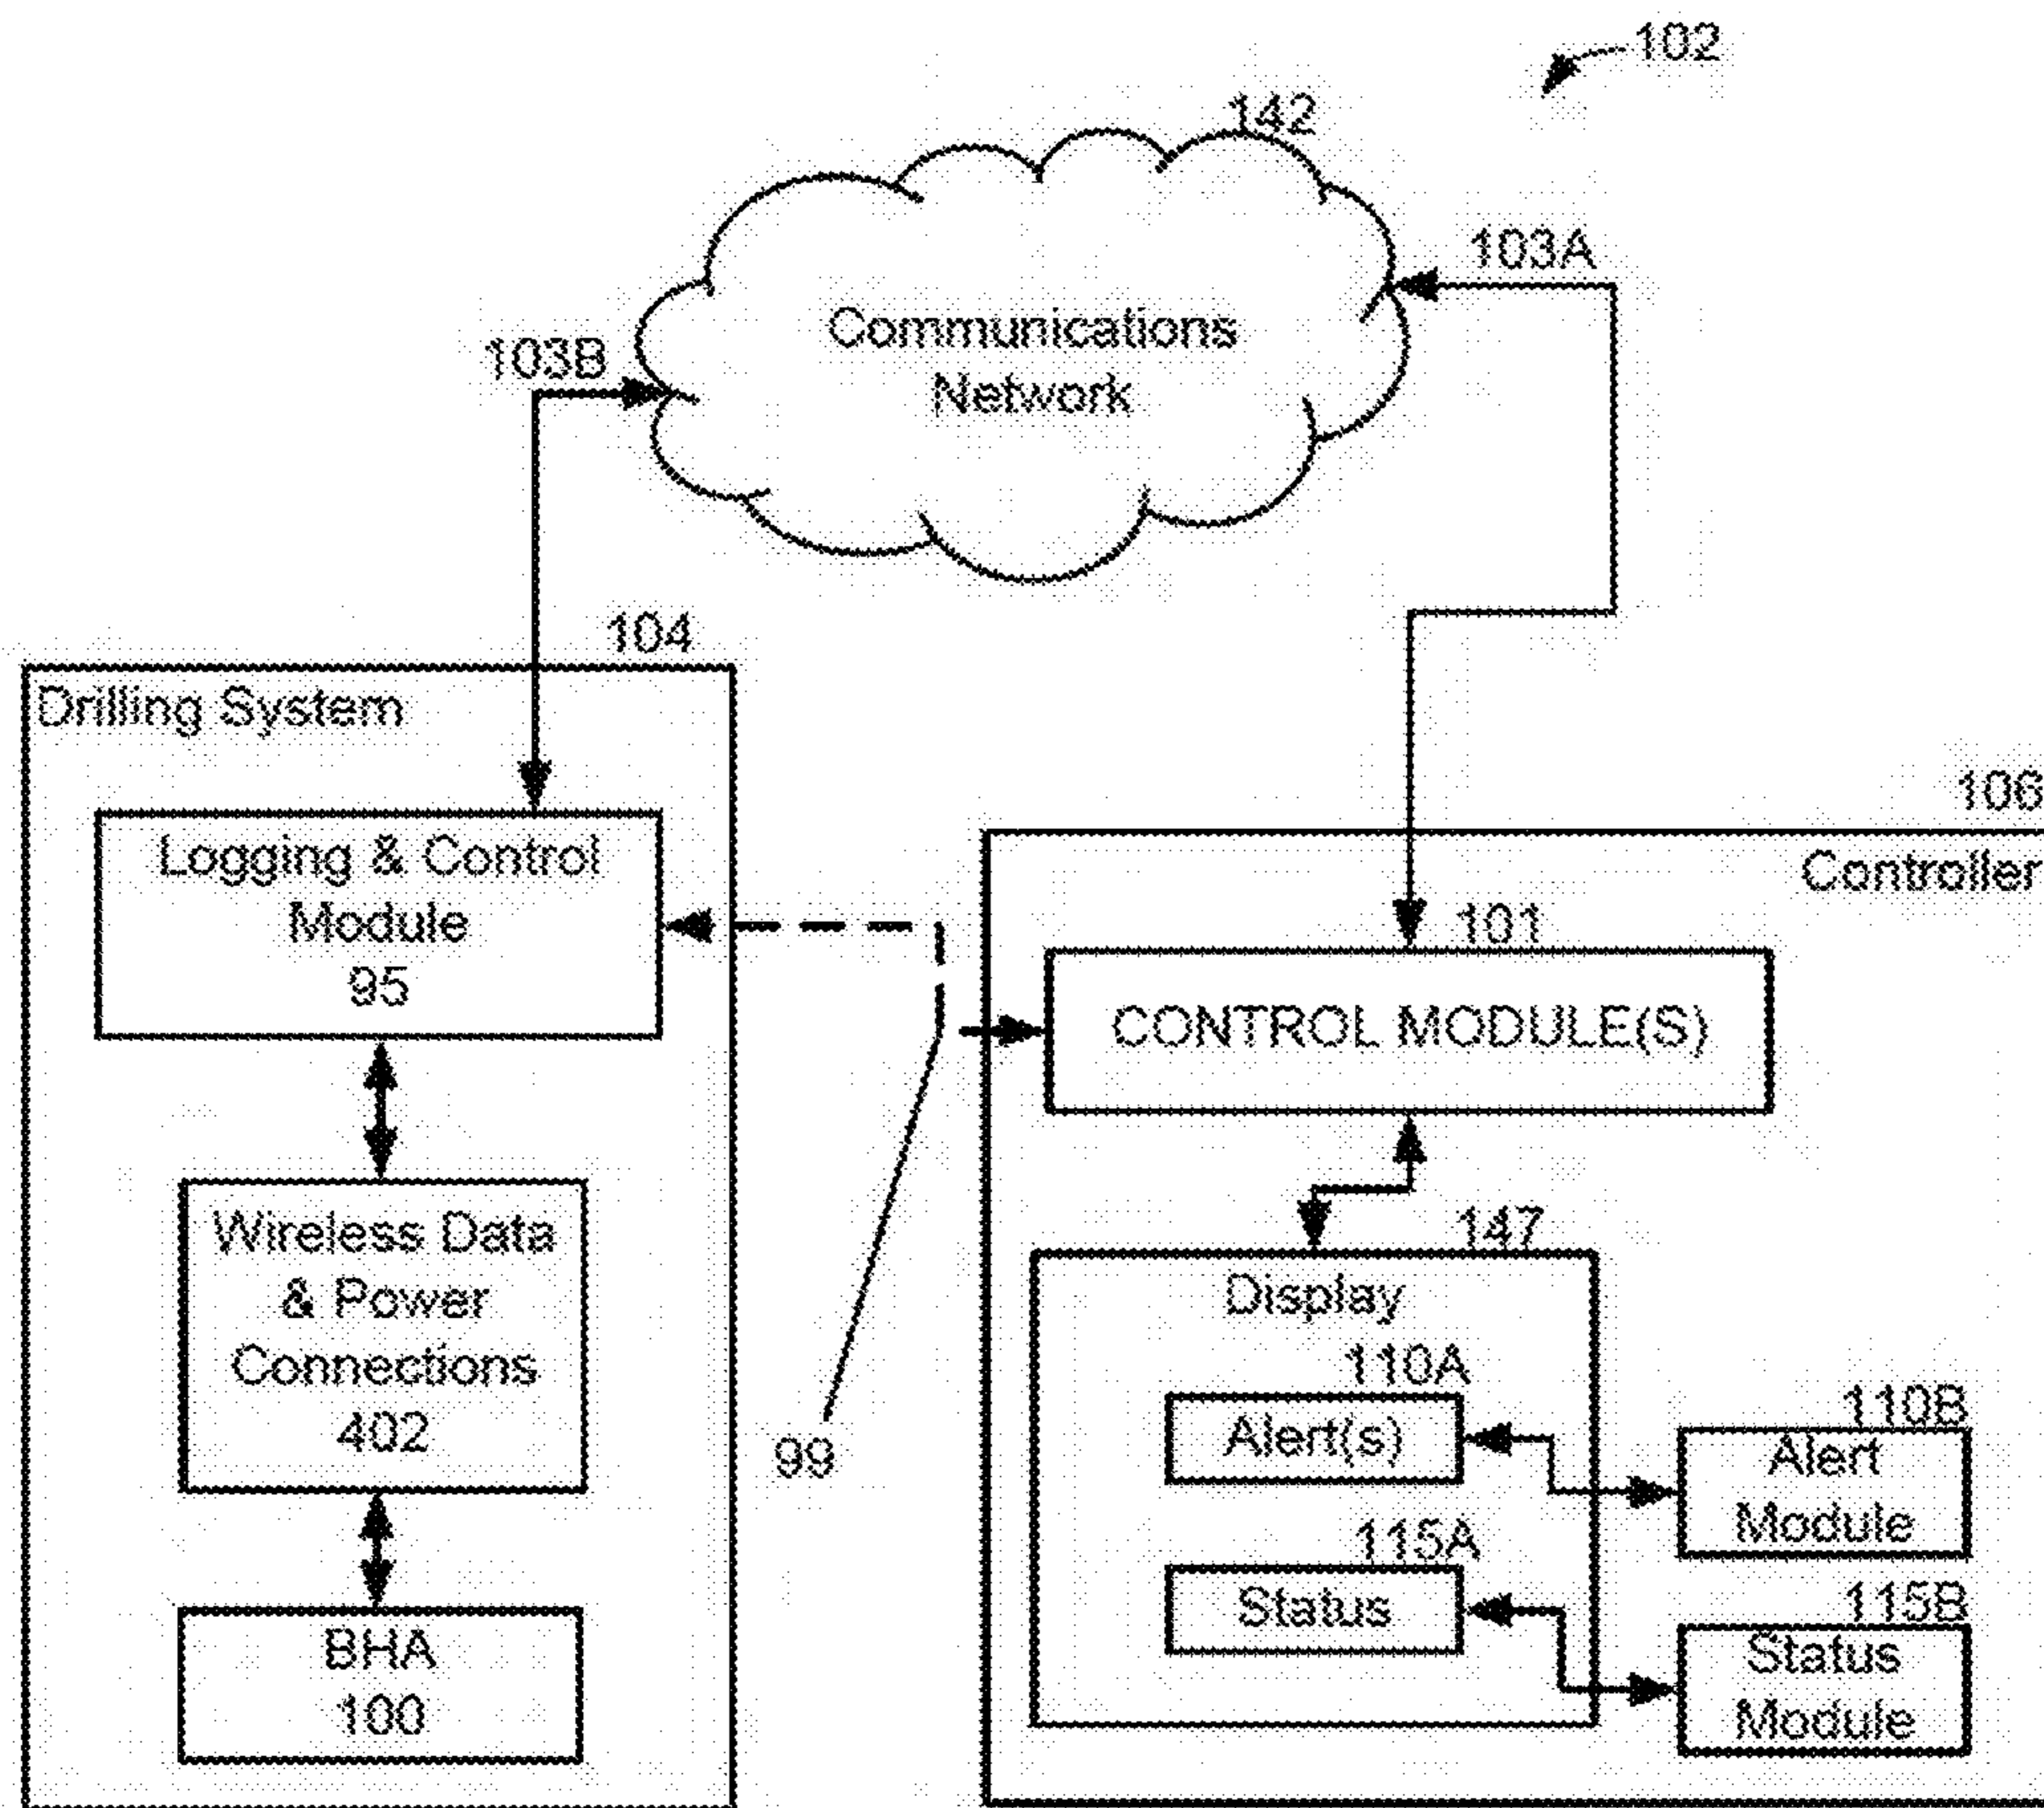 102
142
103A
Communications
Network
103B
104
Drilling System
106
Controller
Logging & Control
Module
95
101
CONTROL MODULE(S)
Wireless Data
& Power
Connections
402
99
147
Display
110A
Alert(s)
110B
Alert
Module
115A
Status
115B
Status
Module
BHA
100